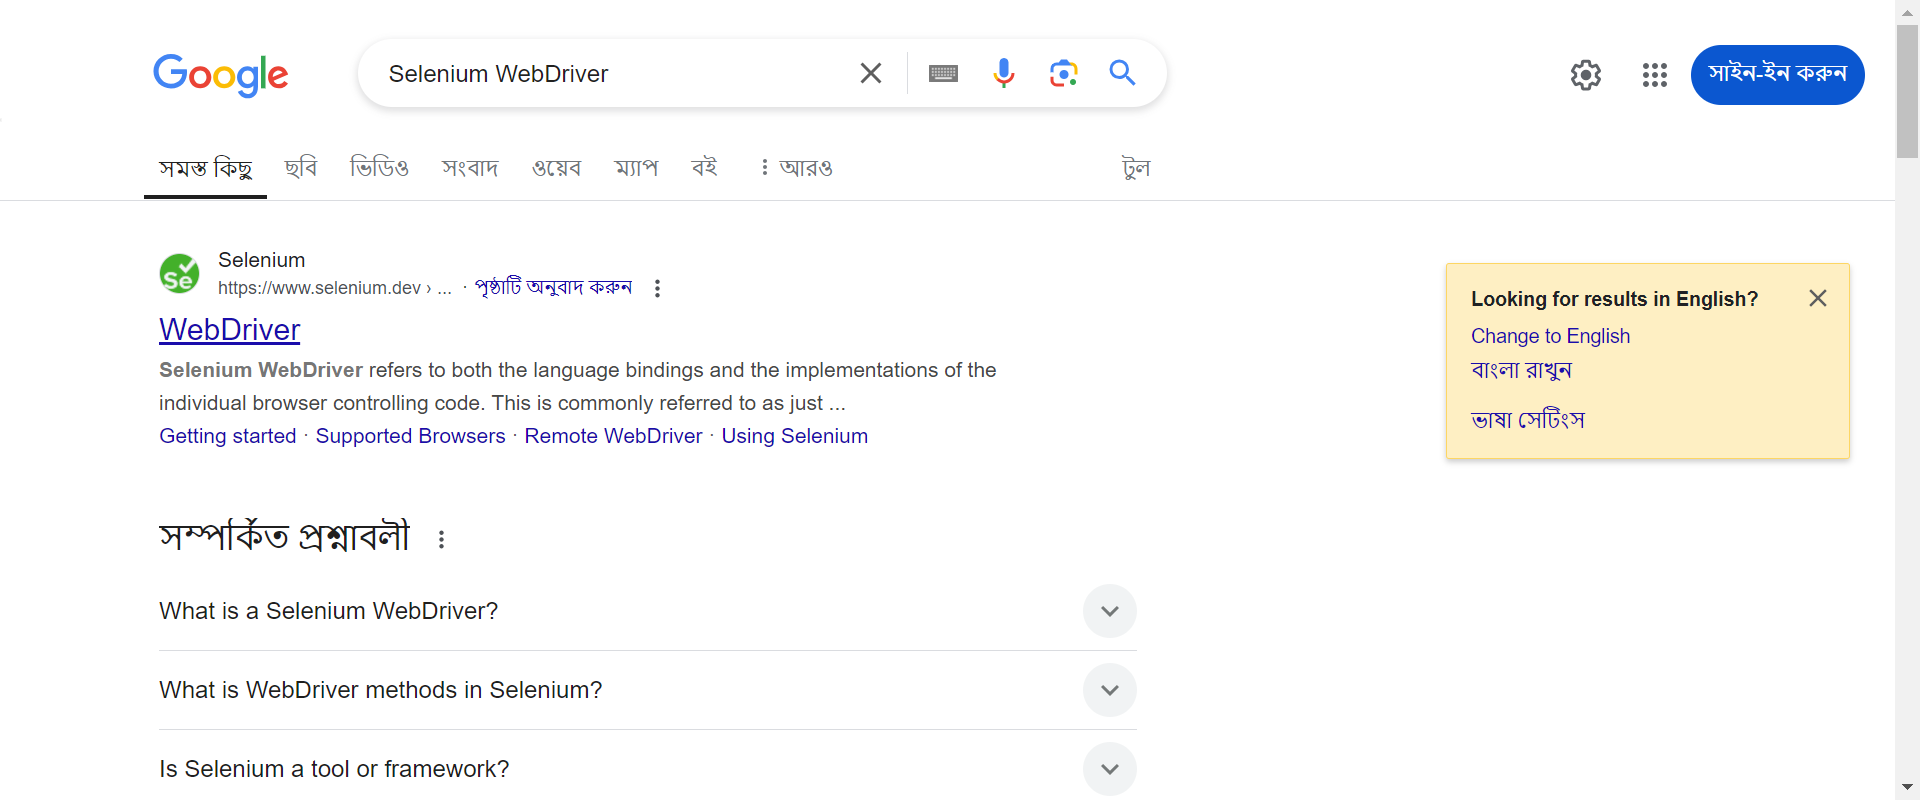 Google
Selenium WebDriver
সাইন-ইন করুন
সমস্ত কিছু ছবি ভিডিও সংবাদ ওয়েব ম্যাপ বই আরও টুল
Se
Selenium
https://www.selenium.dev › ... · পৃষ্ঠাটি অনুবাদ করুন
WebDriver
Selenium WebDriver refers to both the language bindings and the implementations of the
individual browser controlling code. This is commonly referred to as just ...
Getting started · Supported Browsers · Remote WebDriver · Using Selenium
Looking for results in English?
Change to English
বাংলা রাখুন
ভাষা সেটিংস
সম্পর্কিত প্রশ্নাবলী
What is a Selenium WebDriver?
What is WebDriver methods in Selenium?
Is Selenium a tool or framework?